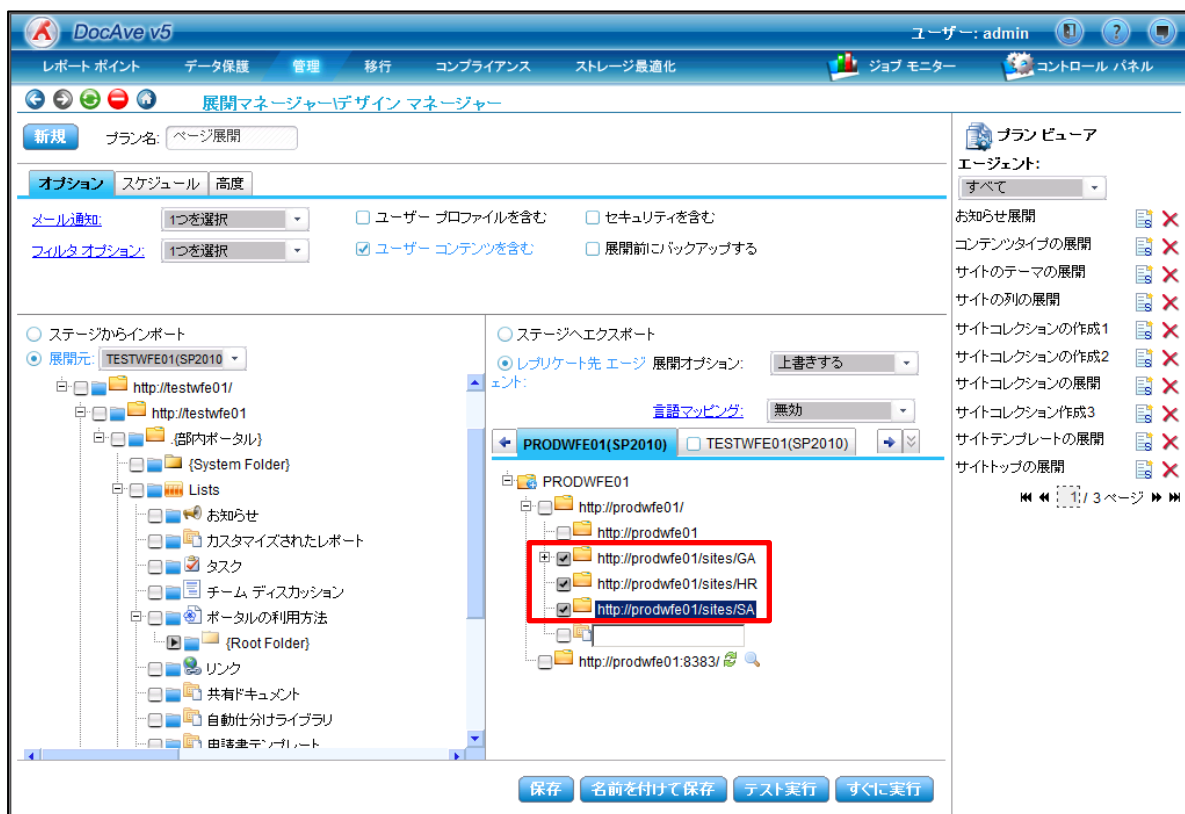 DocAve v5
ユーザー: admin
レポート ポイント データ保護 管理 移行 コンプライアンス ストレージ最適化 ジョブ モニター コントロール パネル
展開マネージャー\デザイン マネージャー
新規 プラン名: ページ展開
オプション スケジュール 高度
メール通知: 1つを選択 ユーザー プロファイルを含む セキュリティを含む
フィルタ オプション: 1つを選択 ユーザー コンテンツを含む 展開前にバックアップする
ステージからインポート
展開元: TESTWFE01(SP2010
http://testwfe01/
http://testwfe01
.(部内ポータル)
{System Folder}
Lists
お知らせ
カスタマイズされたレポート
タスク
チーム ディスカッション
ポータルの利用方法
{Root Folder}
リンク
共有ドキュメント
自動仕分けライブラリ
申請書テンプレート
ステージへエクスポート
レプリケート先 エージェント: 展開オプション: 上書きする
言語マッピング: 無効
PRODWFE01(SP2010) TESTWFE01(SP2010)
PRODWFE01
http://prodwfe01/
http://prodwfe01
http://prodwfe01/sites/GA
http://prodwfe01/sites/HR
http://prodwfe01/sites/SA
http://prodwfe01:8383/
保存 名前を付けて保存 テスト実行 すぐに実行
プラン ビューア
エージェント:
すべて
お知らせ展開
コンテンツタイプの展開
サイトのテーマの展開
サイトの列の展開
サイトコレクションの作成1
サイトコレクションの作成2
サイトコレクションの展開
サイトコレクション作成3
サイトテンプレートの展開
サイトトップの展開
1 / 3 ページ